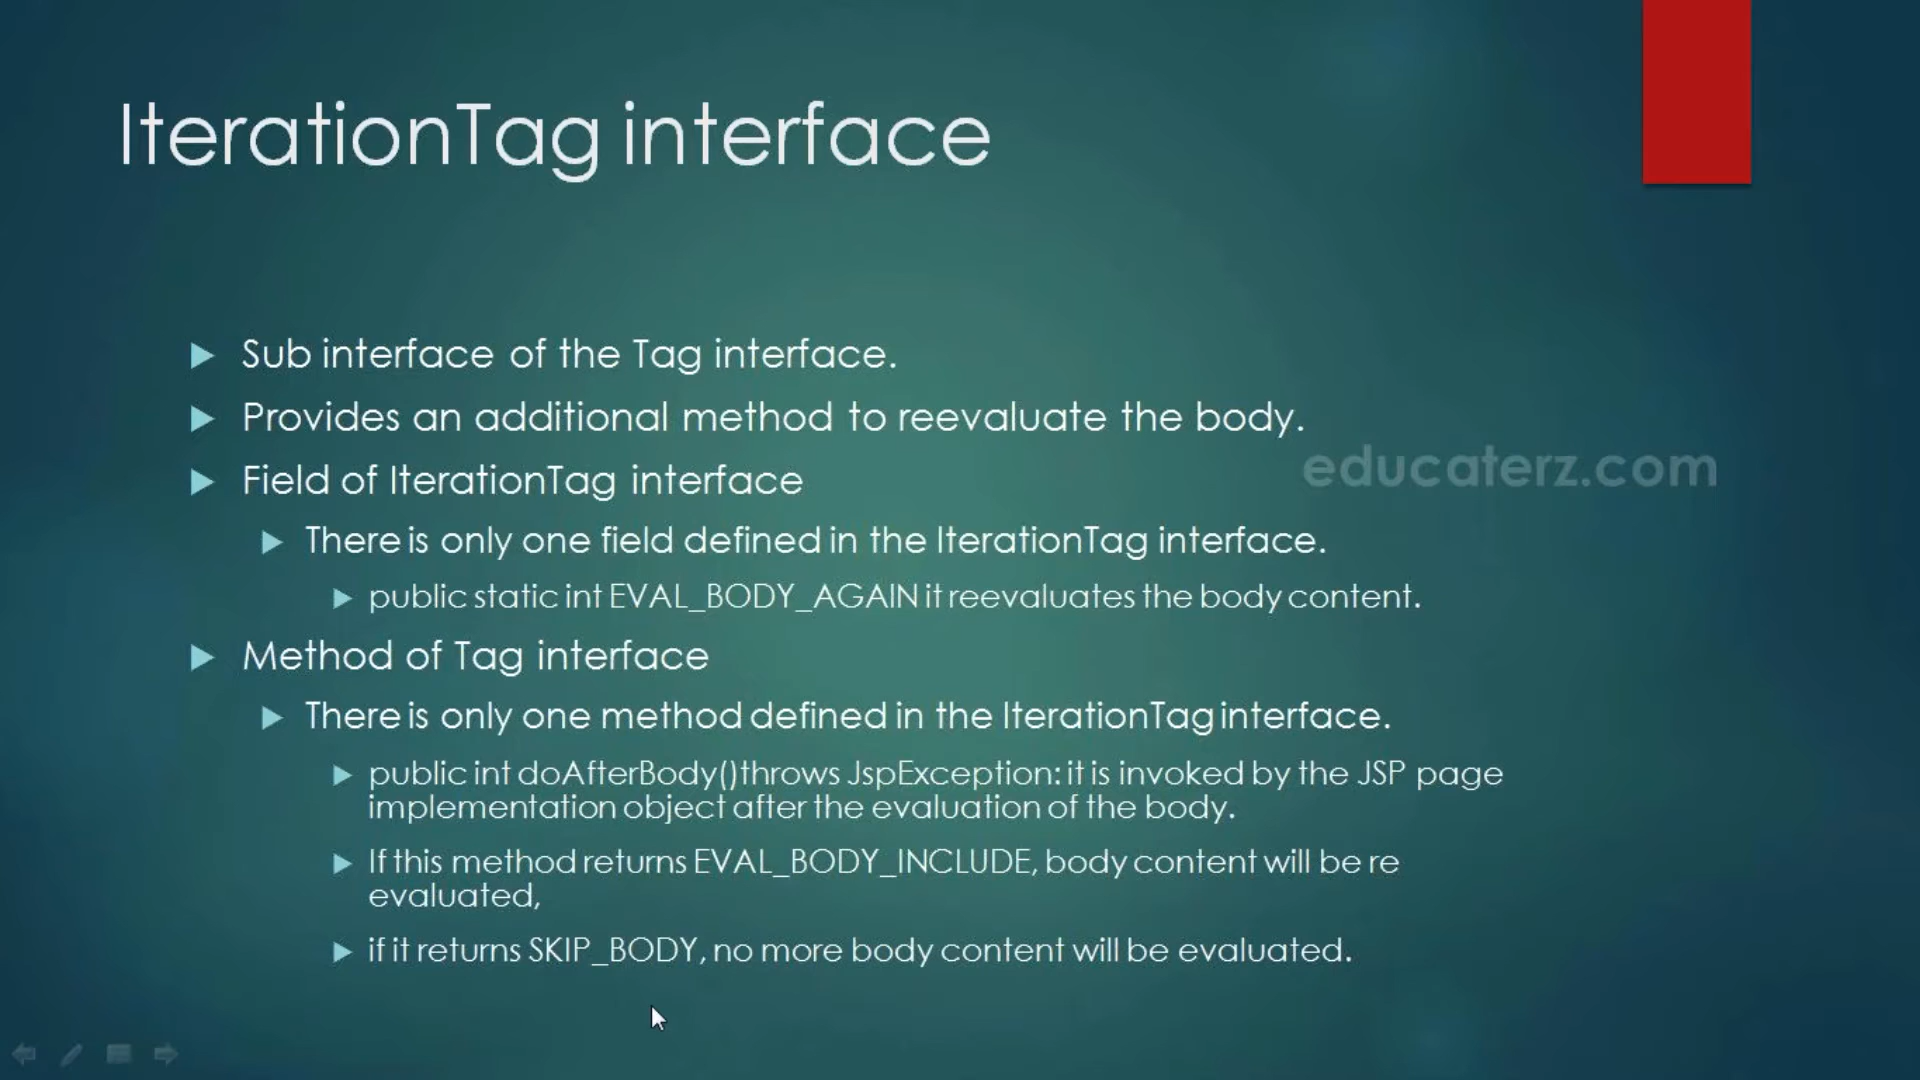 IterationTag interface
Sub interface of the Tag interface.
Provides an additional method to reevaluate the body.
educaterz.com
Field of IterationTag interface
There is only one field defined in the IterationTag interface.
public static int EVAL_BODY_AGAIN it reevaluates the body content.
Method of Tag interface
There is only one method defined in the IterationTag interface.
public int doAfterBody()throws JspException: it is invoked by the JSP page
implementation object after the evaluation of the body.
If this method returns EVAL_BODY_INCLUDE, body content will be re
evaluated,
if it returns SKIP_BODY, no more body content will be evaluated.